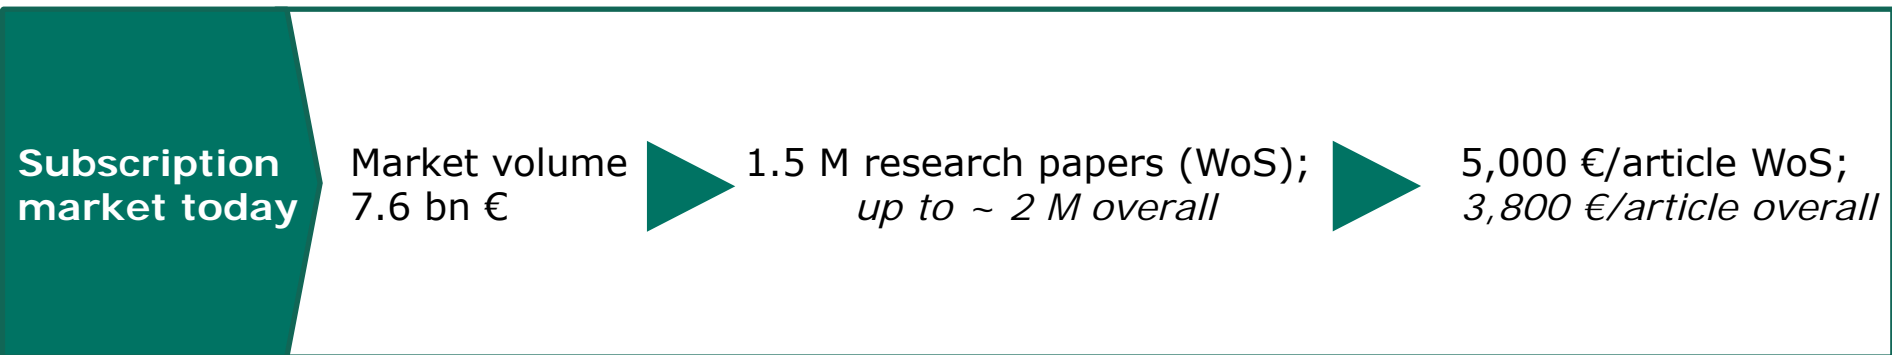 Subscription
market today
Market volume
7.6 bn €
1.5 M research papers (WoS);
up to ~ 2 M overall
5,000 €/article WoS;
3,800 €/article overall